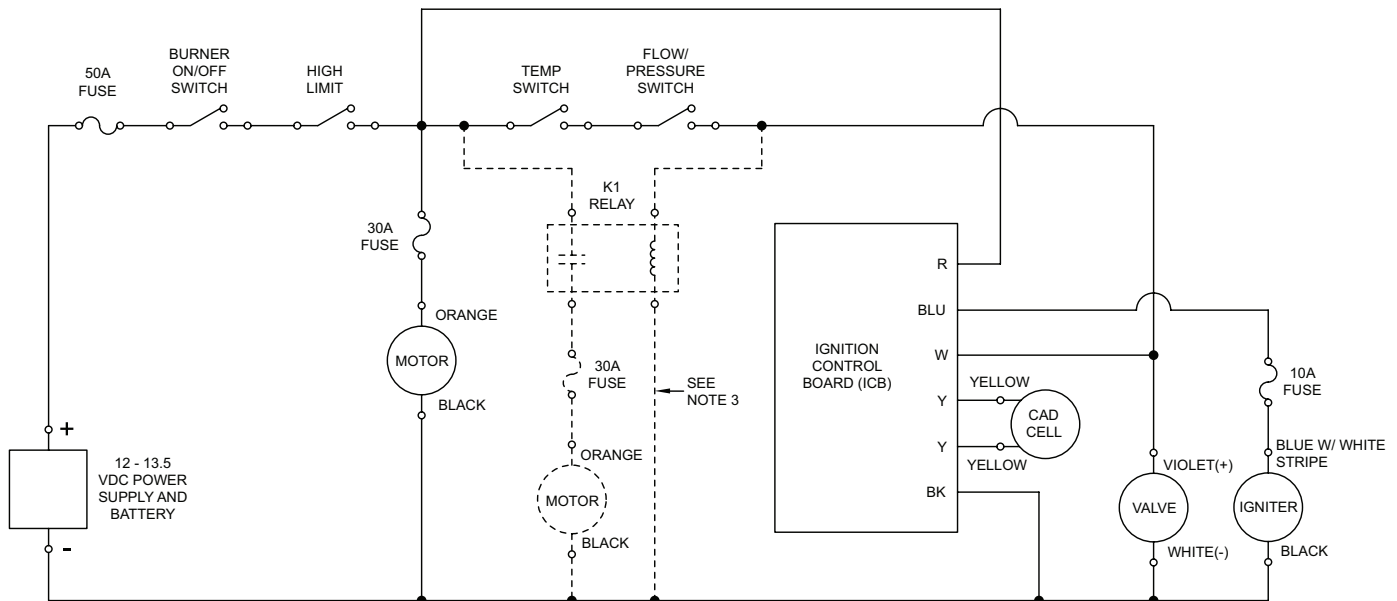 50A
FUSE
BURNER
ON/OFF
SWITCH
HIGH
LIMIT
TEMP
SWITCH
FLOW/
PRESSURE
SWITCH
K1
RELAY
30A
FUSE
ORANGE
MOTOR
BLACK
30A
FUSE
SEE
NOTE 3
ORANGE
MOTOR
BLACK
+
12 - 13.5
VDC POWER
SUPPLY AND
BATTERY
-
IGNITION
CONTROL
BOARD (ICB)
R
BLU
W
Y
Y
BK
YELLOW
CAD
CELL
YELLOW
VIOLET(+)
VALVE
WHITE(-)
10A
FUSE
BLUE W/ WHITE
STRIPE
IGNITER
BLACK